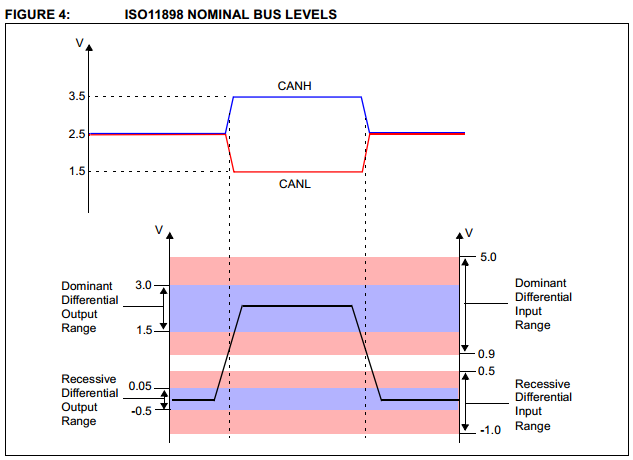 FIGURE 4: ISO11898 NOMINAL BUS LEVELS
V
CANH
3.5
2.5
1.5
CANL
V
V
5.0
Dominant
Differential
Output
Range
3.0
1.5
Dominant
Differential
Input
Range
0.9
0.5
Recessive
Differential
Output
Range
0.05
-0.5
Recessive
Differential
Input
Range
-1.0